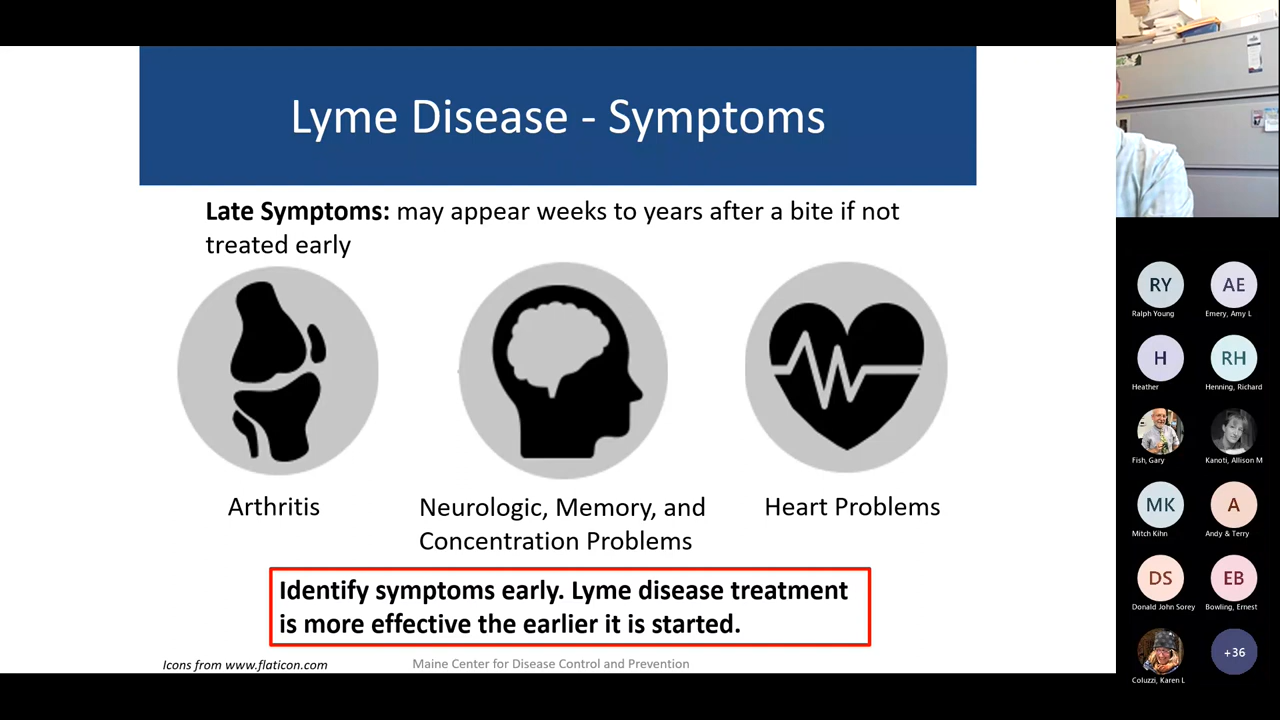 Lyme Disease - Symptoms
Late Symptoms: may appear weeks to years after a bite if not
treated early
Arthritis
Neurologic, Memory, and
Concentration Problems
Heart Problems
Identify symptoms early. Lyme disease treatment
is more effective the earlier it is started.
Icons from www.flaticon.com
Maine Center for Disease Control and Prevention
RY
Ralph Young
AE
Emery, Amy L
H
Heather
RH
Henning, Richard
Fish, Gary
Kanoti, Allison M
MK
Mitch Kihn
A
Andy & Terry
DS
Donald John Sorey
EB
Bowling, Ernest
Coluzzi, Karen L
+36